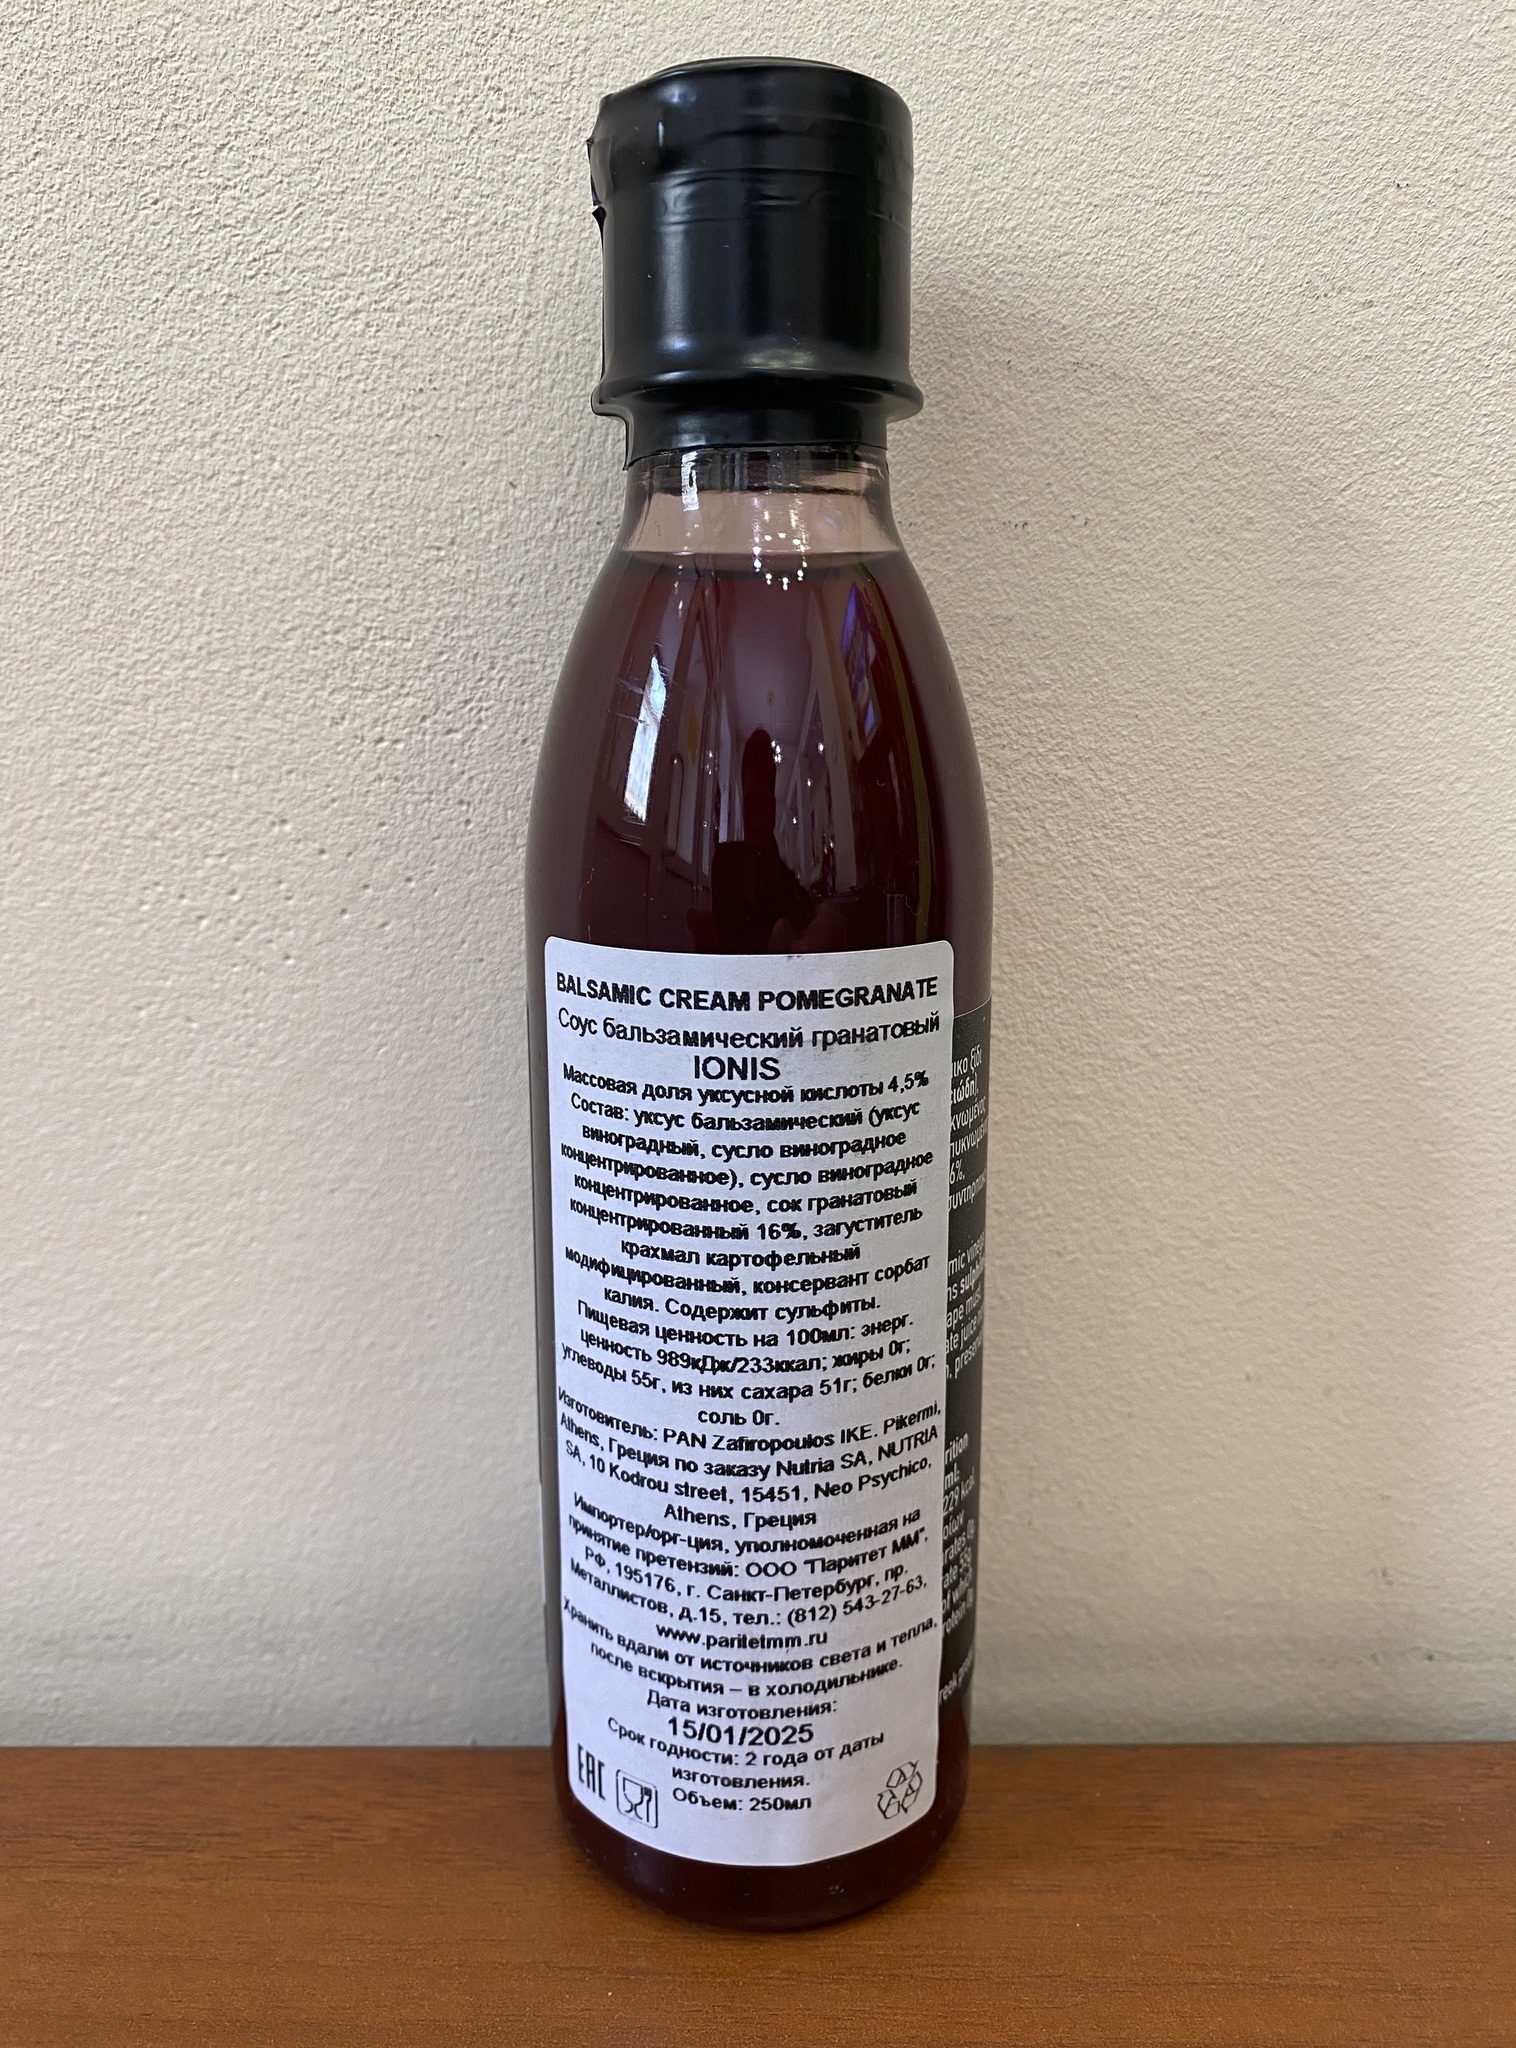 BALSAMIC CREAM POMEGRANATE
Соус бальзамический гранатовый
IONIS
Массовая доля уксусной кислоты 4,5%
Состав: уксус бальзамический (уксус
виноградный, сусло виноградное
концентрированное), сусло виноградное
концентрированное, сок гранатовый
концентрированный 16%, загуститель
крахмал картофельный
модифицированный, консервант сорбат
калия. Содержит сульфиты.
Пищевая ценность на 100мл: энерг.
ценность 989кДж/233ккал; жиры 0г;
углеводы 55г, из них сахара 51г; белки 0г;
соль 0г.
Изготовитель: PAN Zafiropoulos IKE. Pikermi,
Athens, Греция по заказу Nutria SA, NUTRIA
SA, 10 Kodrou street, 15451, Neo Psychico,
Athens, Греция
Импортер/орг-ция, уполномоченная на
принятие претензий: ООО "Паритет ММ",
РФ, 195176, г. Санкт-Петербург, пр.
Металлистов, д.15, тел.: (812) 543-27-63,
www.paritetmm.ru
Хранить вдали от источников света и тепла,
после вскрытия – в холодильнике.
Дата изготовления:
15/01/2025
Срок годности: 2 года от даты
изготовления.
Объем: 250мл
EAC